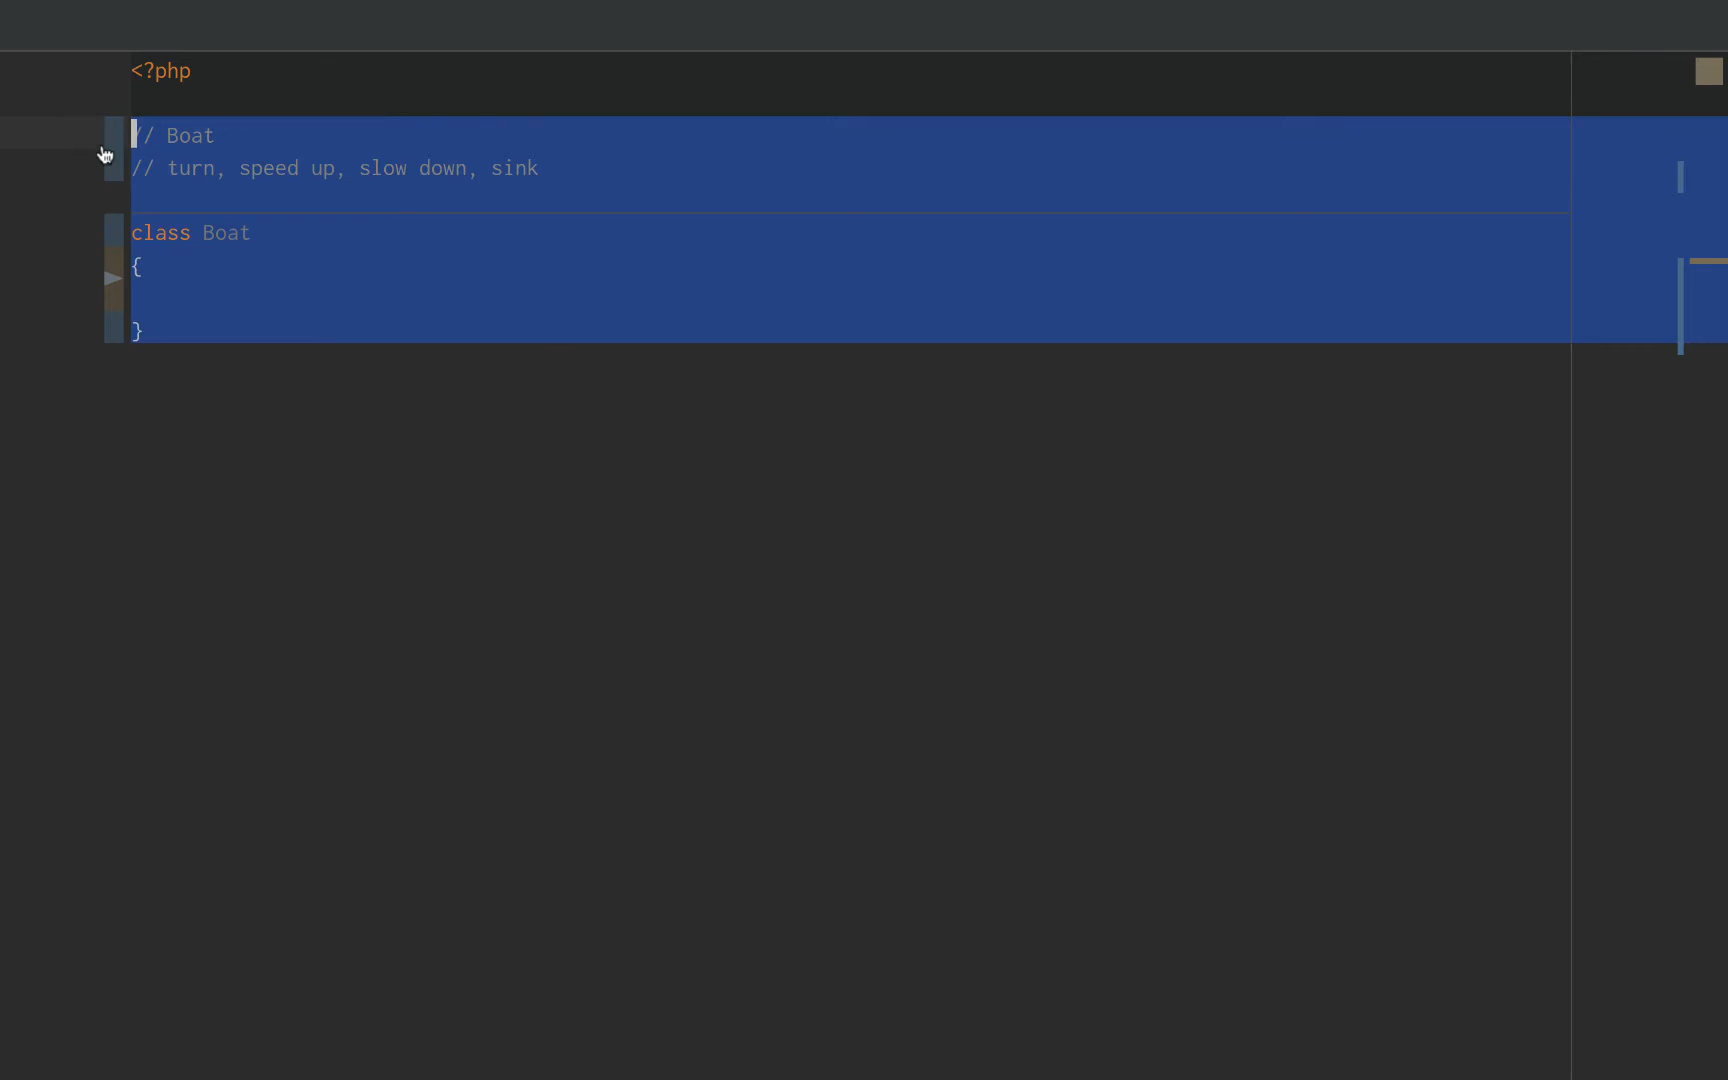 <?php
// Boat
// turn, speed up, slow down, sink
class Boat
{
}